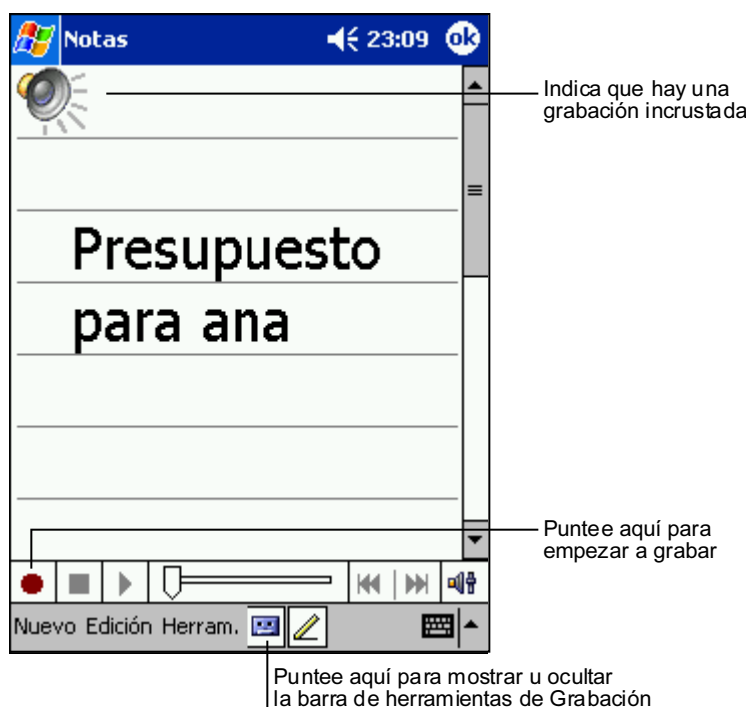 Notas 23:09 ok
Indica que hay una
grabación incrustada
Presupuesto
para ana
Puntee aquí para
empezar a grabar
Nuevo Edición Herram.
Puntee aquí para mostrar u ocultar
la barra de herramientas de Grabación